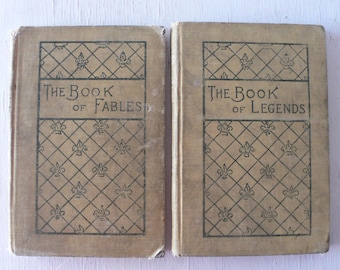 THE BOOK
OF FABLES
THE BOOK
OF LEGENDS